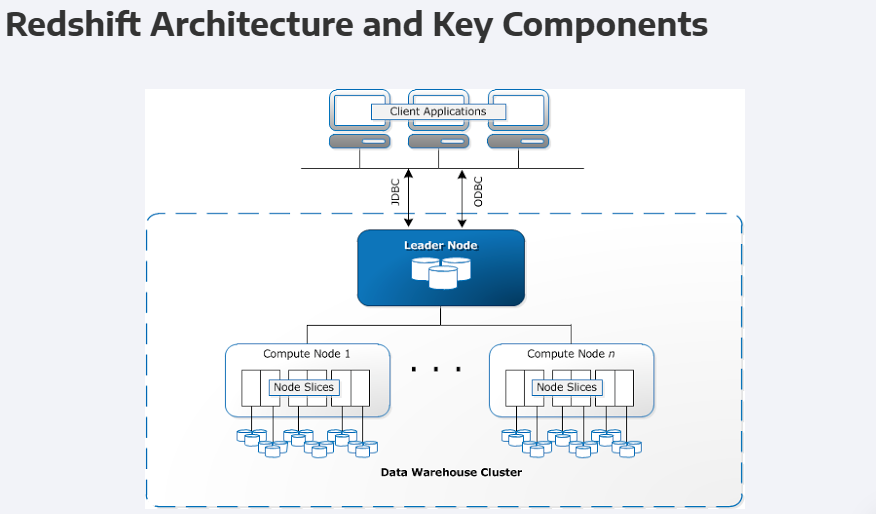 Redshift Architecture and Key Components
Client Applications
JDBC
ODBC
Leader Node
Compute Node 1
Compute Node n
. . .
Node Slices
Node Slices
Data Warehouse Cluster